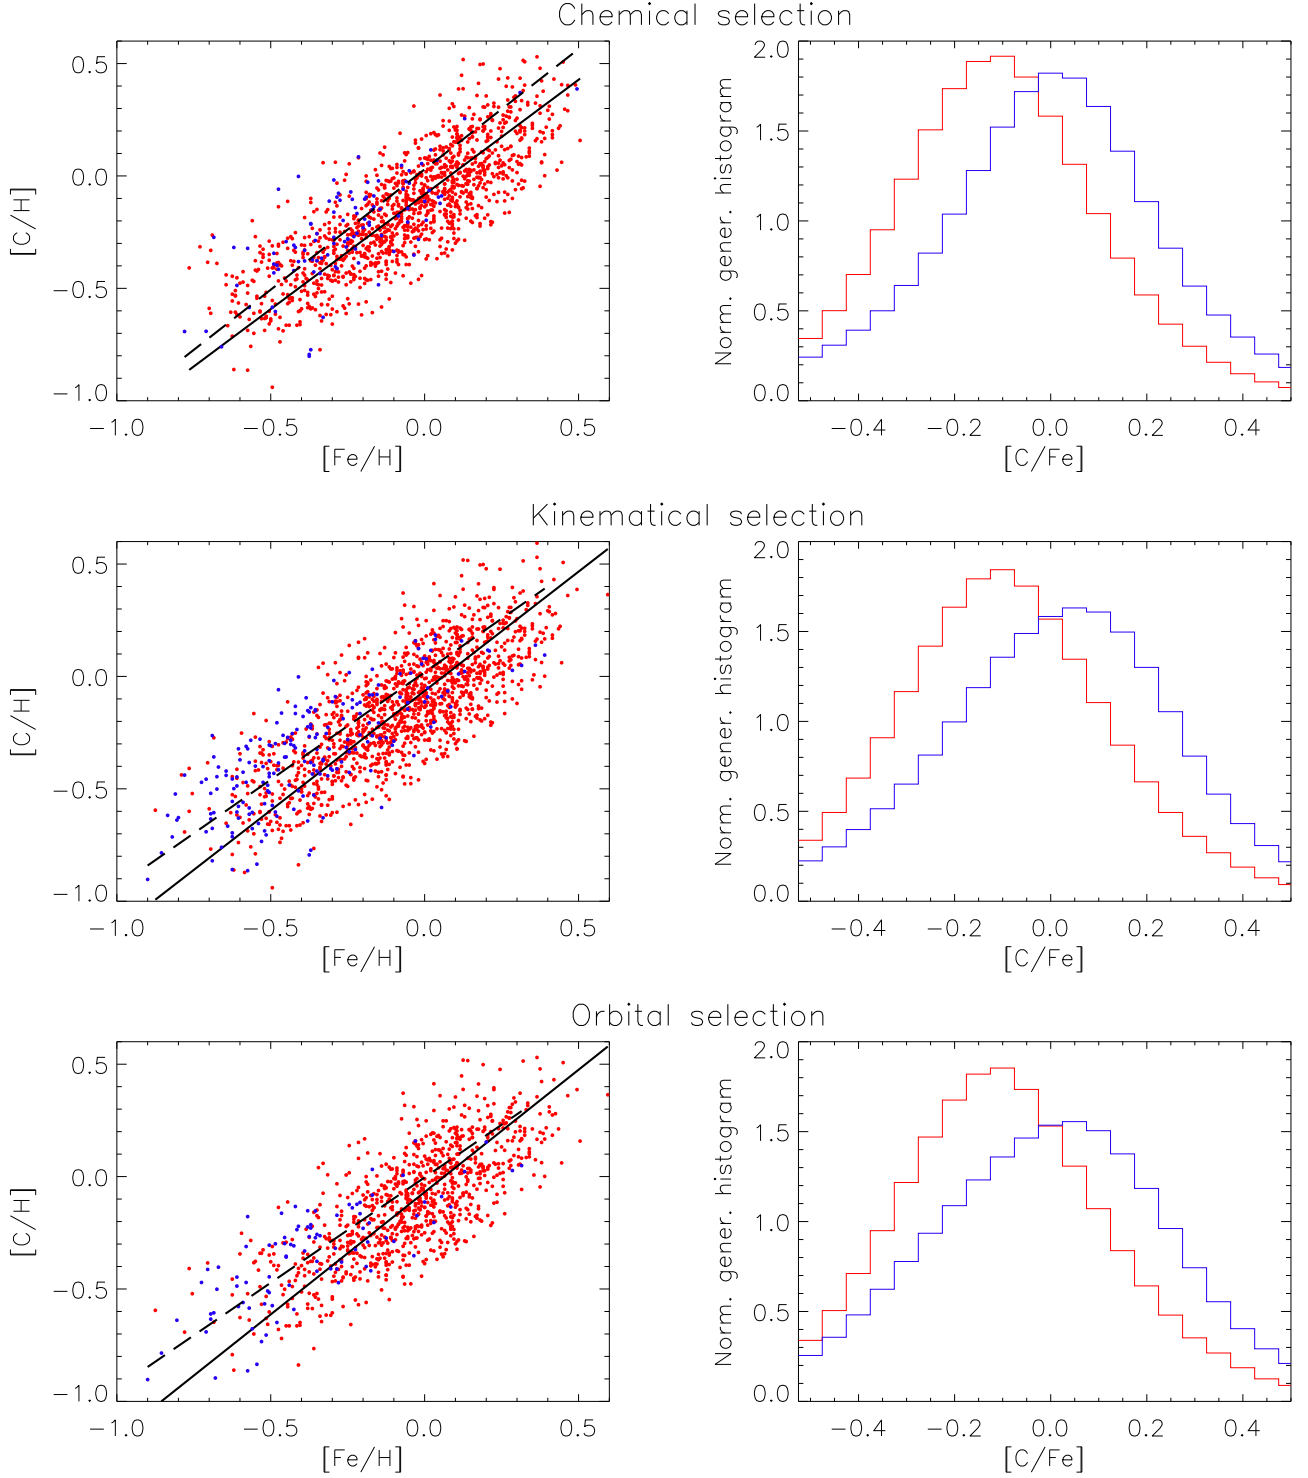 Chemical selection
0.5
0.0
−0.5
−1.0
[C/H]
−1.0 −0.5 0.0 0.5
[Fe/H]
2.0
1.5
1.0
0.5
0.0
Norm. gener. histogram
−0.4 −0.2 0.0 0.2 0.4
[C/Fe]
Kinematical selection
0.5
0.0
−0.5
−1.0
[C/H]
−1.0 −0.5 0.0 0.5
[Fe/H]
2.0
1.5
1.0
0.5
0.0
Norm. gener. histogram
−0.4 −0.2 0.0 0.2 0.4
[C/Fe]
Orbital selection
0.5
0.0
−0.5
−1.0
[C/H]
−1.0 −0.5 0.0 0.5
[Fe/H]
2.0
1.5
1.0
0.5
0.0
Norm. gener. histogram
−0.4 −0.2 0.0 0.2 0.4
[C/Fe]